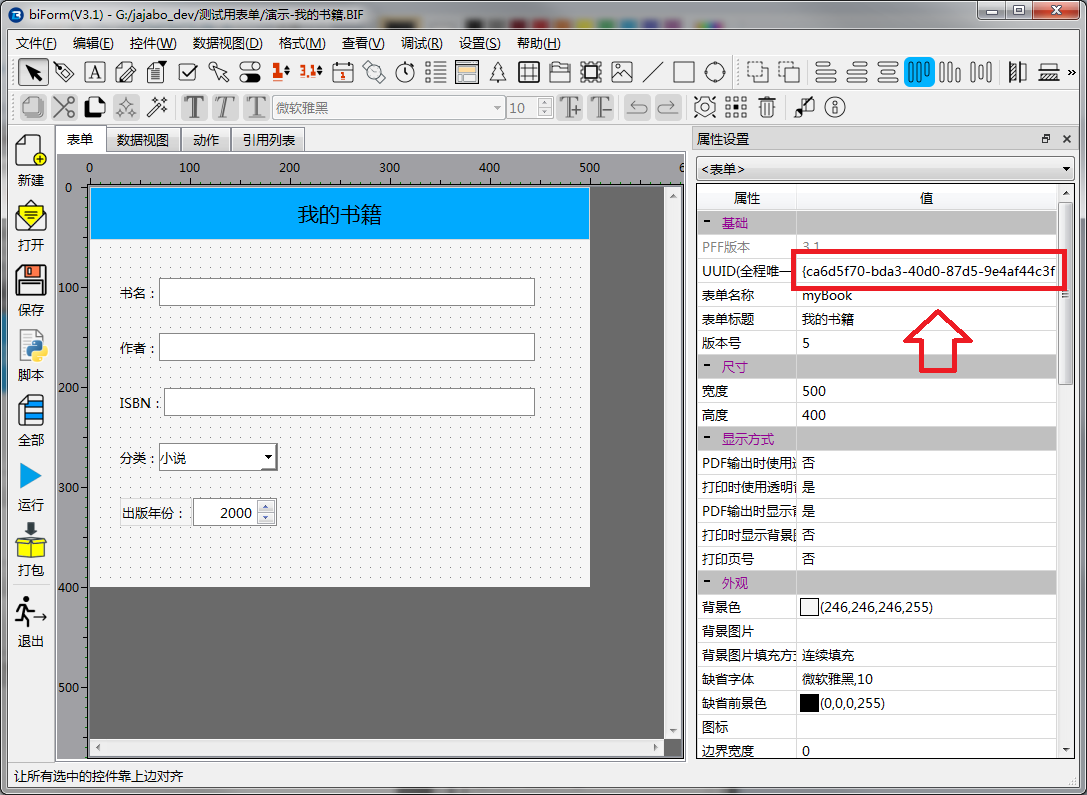 biForm(V3.1) - G:/jajabo_dev/测试用表单/演示-我的书籍.BIF
文件(F) 编辑(E) 控件(W) 数据视图(D) 格式(M) 查看(V) 调试(R) 设置(S) 帮助(H)
微软雅黑 10
新建
打开
保存
脚本
全部
运行
打包
退出
表单 数据视图 动作 引用列表
0 100 200 300 400 500 6
0
100
200
300
400
500
我的书籍
书名：
作者：
ISBN：
分类： 小说
出版年份： 2000
属性设置
<表单>
属性 值
基础
PFF版本 3.1
UUID(全程唯一 {ca6d5f70-bda3-40d0-87d5-9e4af44c3f
表单名称 myBook
表单标题 我的书籍
版本号 5
尺寸
宽度 500
高度 400
显示方式
PDF输出时使用 否
打印时使用透明 是
PDF输出时显示 是
打印时显示背景 否
打印页号 否
外观
背景色 (246,246,246,255)
背景图片
背景图片填充方 连续填充
缺省字体 微软雅黑,10
缺省前景色 (0,0,0,255)
图标
边界宽度 0
让所有选中的控件靠上边对齐